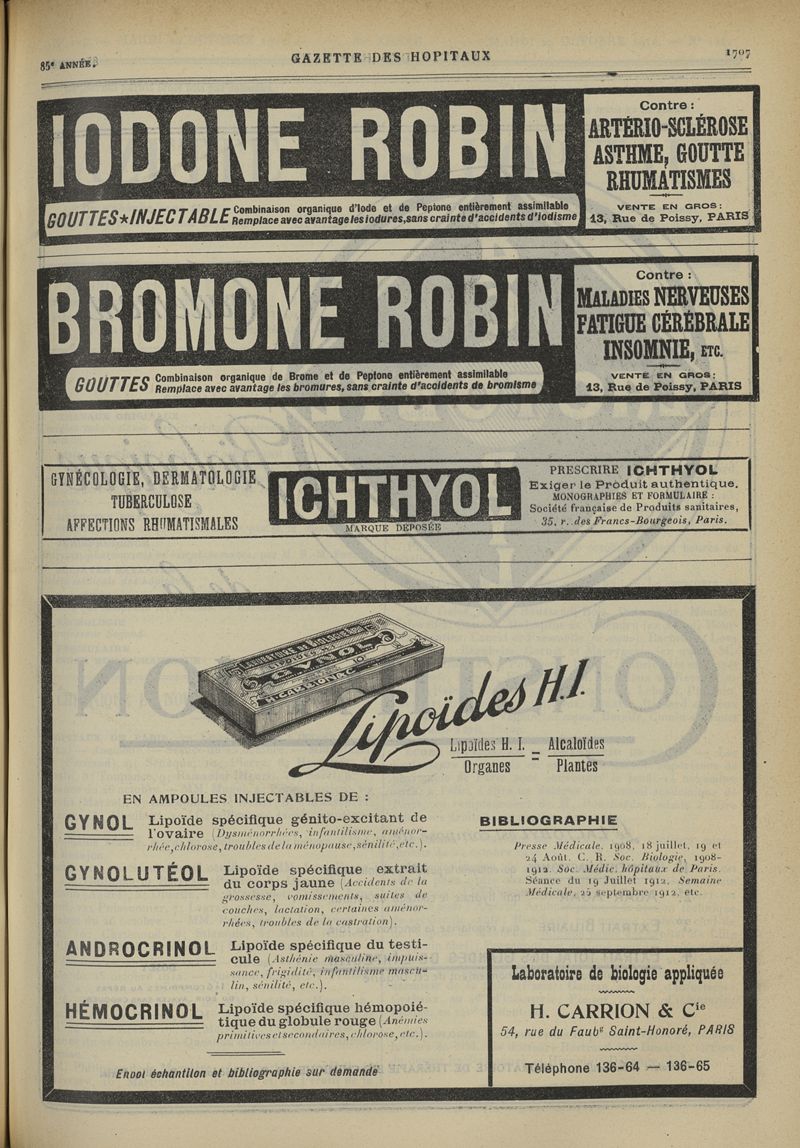 85e ANNÉE.
GAZETTE DES HOPITAUX
1707
IODONE ROBIN
GOUTTES★INJECTABLE
Combinaison organique d'Iode et de Peptone entièrement assimilable
Remplace avec avantage les iodures, sans crainte d'accidents d'iodisme
Contre :
ARTÉRIO-SCLÉROSE
ASTHME, GOUTTE
RHUMATISMES
VENTE EN GROS :
13, Rue de Poissy, PARIS
BROMONE ROBIN
GOUTTES
Combinaison organique de Brome et de Peptone entièrement assimilable
Remplace avec avantage les bromures, sans crainte d'accidents de bromisme
Contre :
MALADIES NERVEUSES
FATIGUE CÉRÉBRALE
INSOMNIE, ETC.
VENTE EN GROS :
13, Rue de Poissy, PARIS
GYNÉCOLOGIE, DERMATOLOGIE
TUBERCULOSE
AFFECTIONS RHUMATISMALES
ICHTHYOL
MARQUE DÉPOSÉE
PRESCRIRE ICHTHYOL
Exiger le Produit authentique.
MONOGRAPHIES ET FORMULAIRE :
Société française de Produits sanitaires,
35, r. des Francs-Bourgeois, Paris.
LABORATOIRE DE BIOLOGIE
GYNOL
H. CARRION & C
Lipoïdes H.I.
Lipoïdes H. I. = Alcaloïdes
Organes Plantes
EN AMPOULES INJECTABLES DE :
GYNOL Lipoïde spécifique génito-excitant de
l'ovaire (Dysménorrhées, infantilisme, aménor-
rhée, chlorose, troubles de la ménopause, sénilité, etc.).
GYNOLUTÉOL Lipoïde spécifique extrait
du corps jaune (Accidents de la
grossesse, vomissements, suites de
couches, lactation, certaines aménor-
rhées, troubles de la castration).
ANDROCRINOL Lipoïde spécifique du testi-
cule (Asthénie masculine, impuis-
sance, frigidité, infantilisme mascu-
lin, sénilité, etc.).
HÉMOCRINOL Lipoïde spécifique hémopoié-
tique du globule rouge (Anémies
primitives et secondaires, chlorose, etc.).
Envoi échantillon et bibliographie sur demande
BIBLIOGRAPHIE
Presse Médicale. 1908, 18 juillet, 19 et
24 Août. C. R. Soc. Biologie, 1908-
1912. Soc. Médic. hôpitaux de Paris.
Séance du 19 Juillet 1912. Semaine
Médicale, 25 septembre 1912, etc.
Laboratoire de biologie appliquée
H. CARRION & Cie
54, rue du Faubg Saint-Honoré, PARIS
Téléphone 136-64 — 136-65